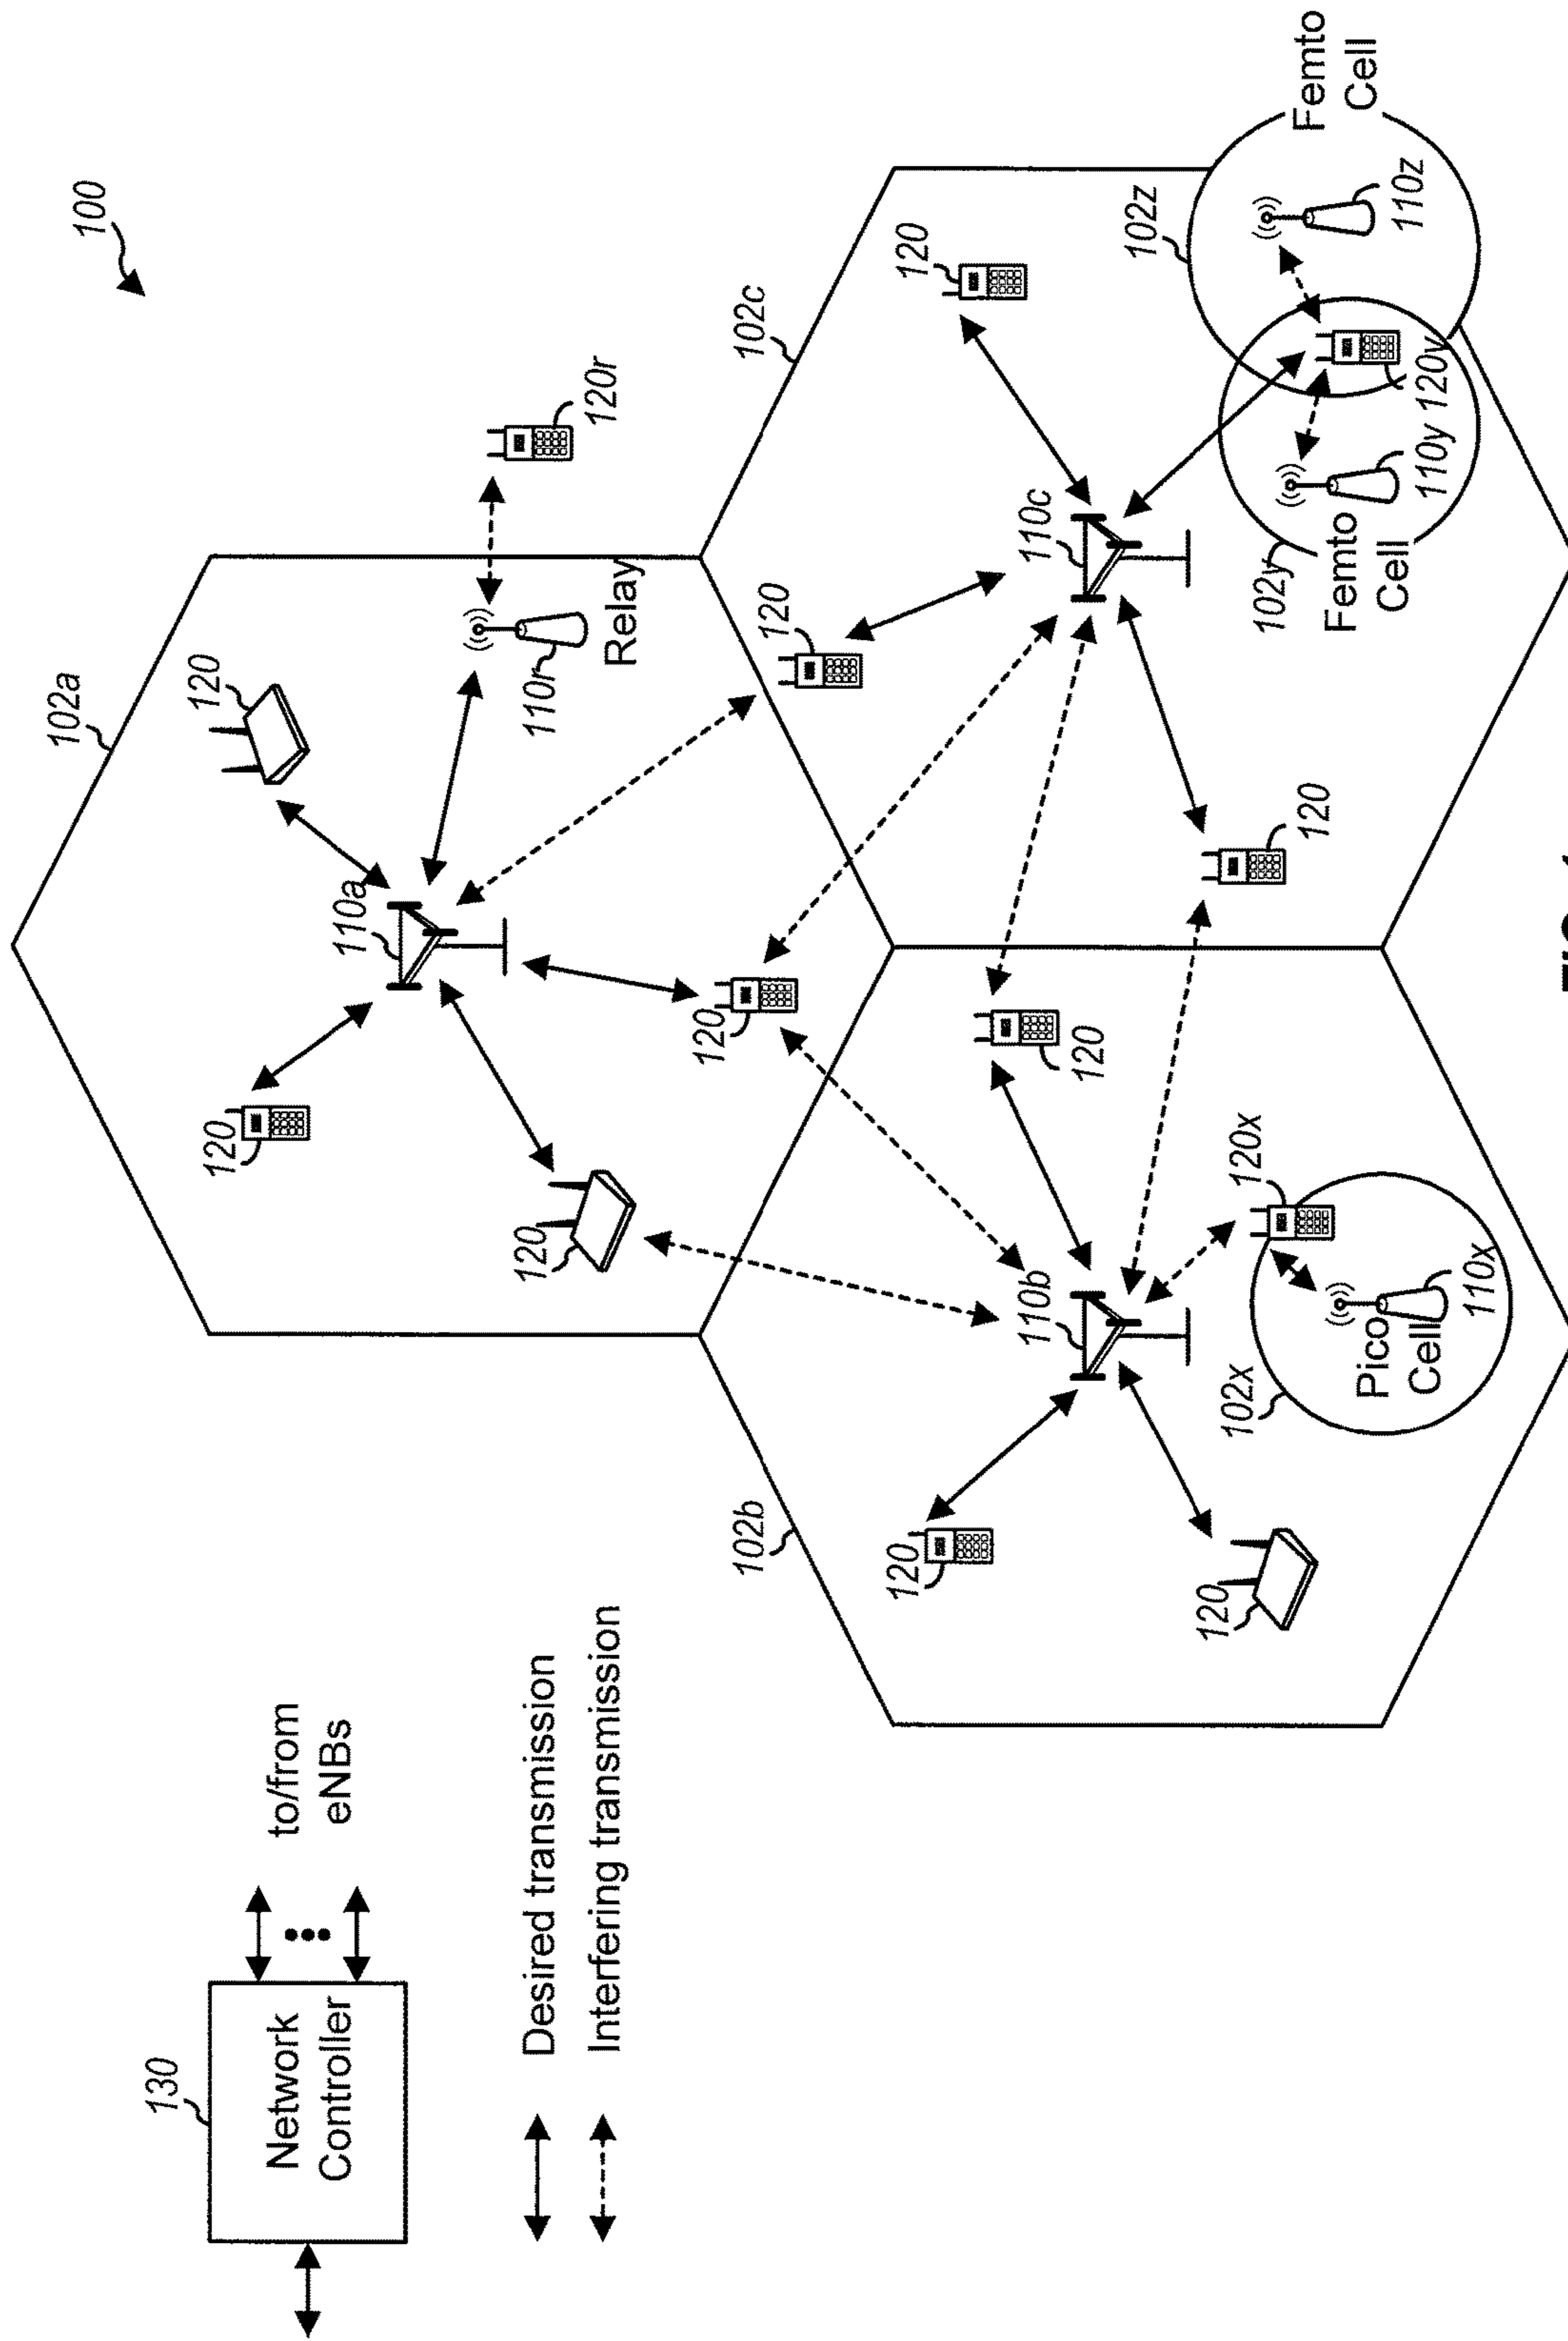 100
102a
130
Network
Controller
to/from
eNBs
Desired transmission
Interfering transmission
120
120
110a
120
110r
Relay
120r
120
102b
102c
120
120
120
110b
110c
120
120
102x
120x
Pico
Cell
110x
120
102y
Femto
Cell
110y
120y
102z
110z
Femto
Cell